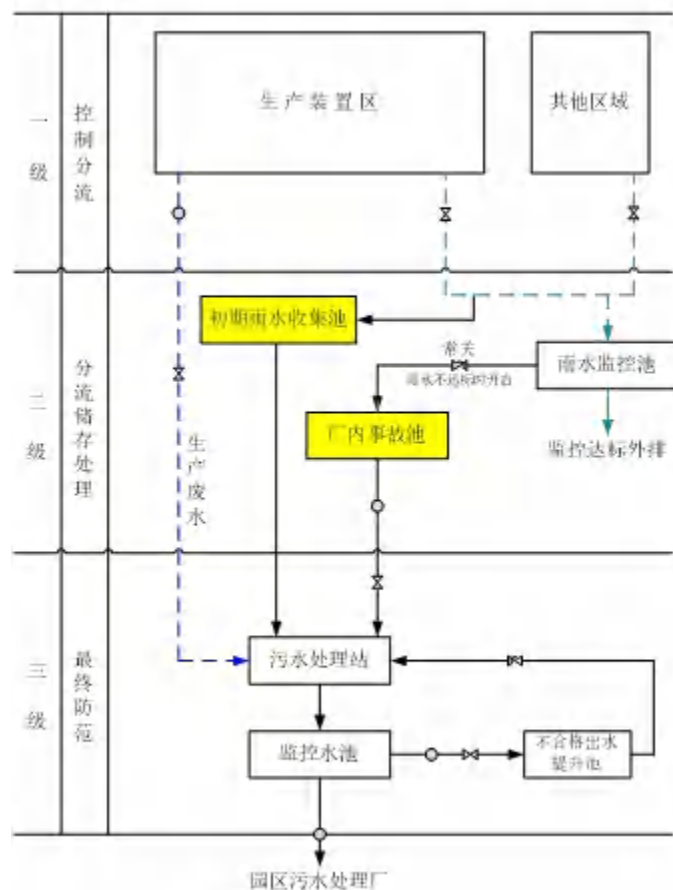 一级
控制分流
生产装置区
其他区域
二级
分流储存处理
初期雨水收集池
常关
雨水不达标时开启
雨水监控池
厂内事故池
监控达标外排
生产废水
三级
最终防范
污水处理站
监控水池
不合格出水
提升池
园区污水处理厂